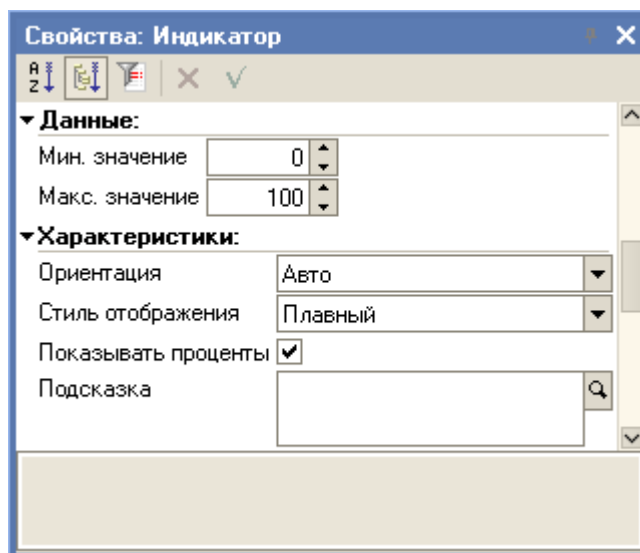 Свойства: Индикатор
A
Z
Данные:
Мин. значение 0
Макс. значение 100
Характеристики:
Ориентация Авто
Стиль отображения Плавный
Показывать проценты
Подсказка